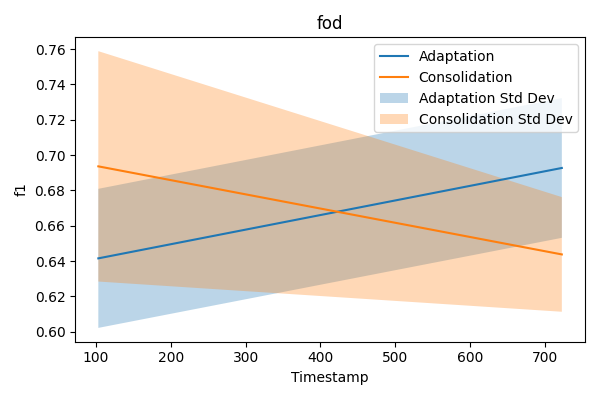 fod
f1
0.76
0.74
0.72
0.70
0.68
0.66
0.64
0.62
0.60
Adaptation
Consolidation
Adaptation Std Dev
Consolidation Std Dev
100
200
300
400
500
600
700
Timestamp